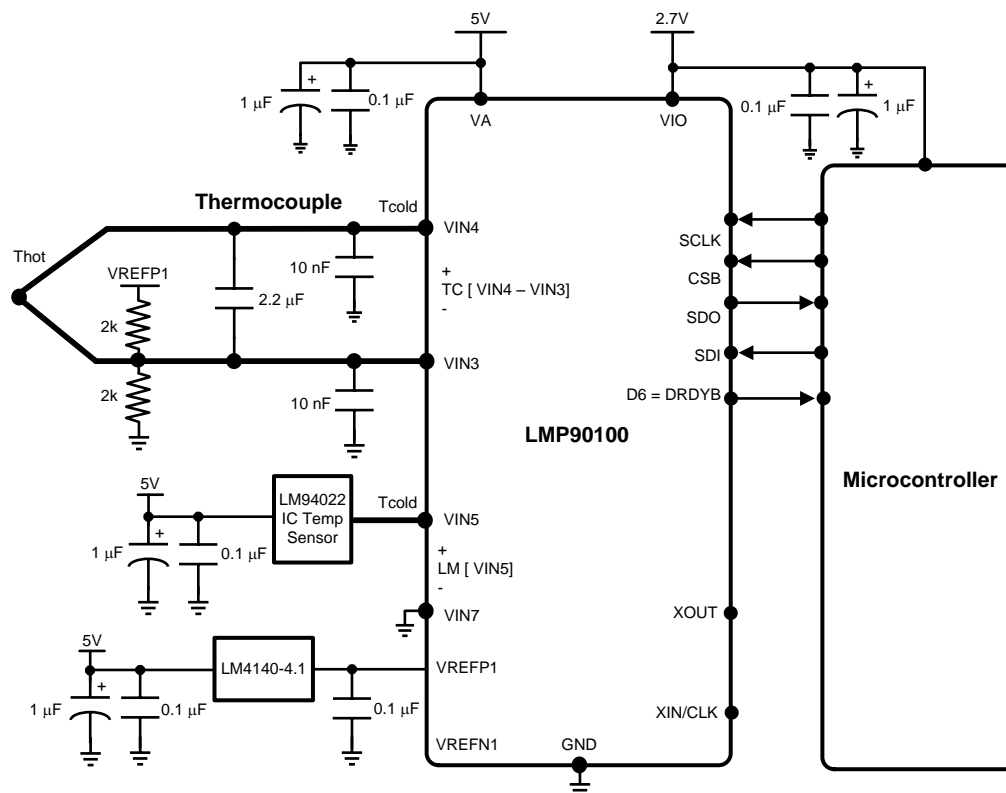 5V
2.7V
+
1 μF
0.1 μF
VA
VIO
0.1 μF
+
1 μF
Thermocouple
Tcold
VIN4
SCLK
Thot
VREFP1
2k
2.2 μF
10 nF
+
TC [ VIN4 – VIN3]
-
CSB
SDO
VIN3
SDI
2k
10 nF
D6 = DRDYB
LMP90100
Microcontroller
5V
LM94022
IC Temp
Sensor
Tcold
VIN5
+
1 μF
0.1 μF
+
LM [ VIN5]
-
VIN7
XOUT
5V
LM4140-4.1
VREFP1
+
1 μF
0.1 μF
0.1 μF
XIN/CLK
VREFN1
GND